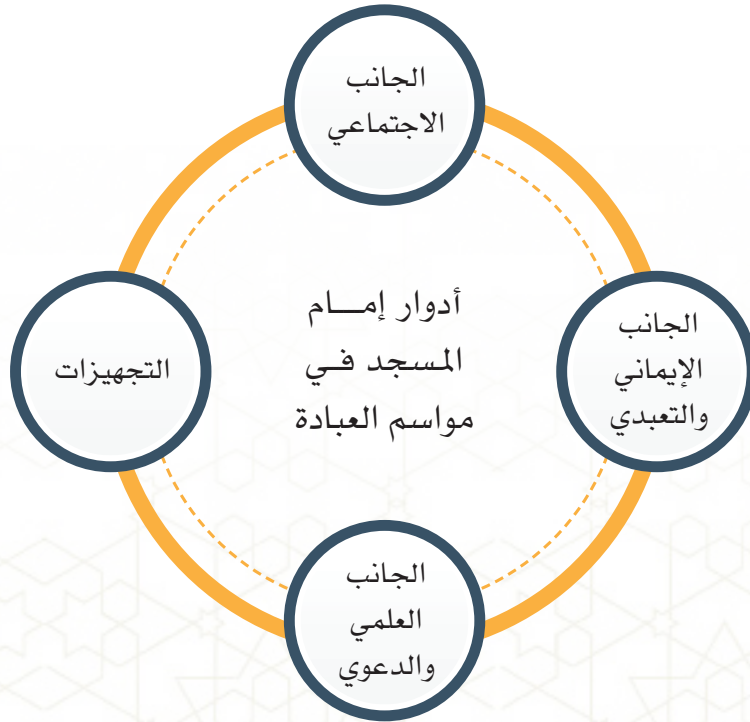 الجانب
الاجتماعي
الجانب
الإيماني
والتعبدي
أدوار إمـــام
المسجد فـي
مواسم العبادة
التجهيزات
الجانب
العلمي
والدعوي